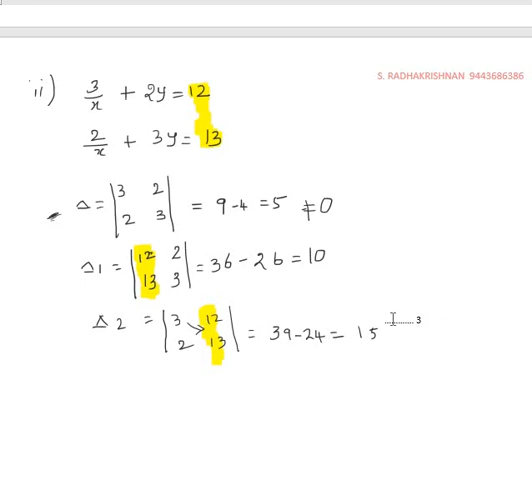 S. RADHAKRISHNAN 9443686386
ii) 3/x + 2y = 12
2/x + 3y = 13
Δ = |3 2| = 9-4 = 5 ≠ 0
|2 3|
Δ1 = |12 2| = 36 - 26 = 10
|13 3|
Δ2 = |3 12| = 39-24 = 15
|2 13|
3